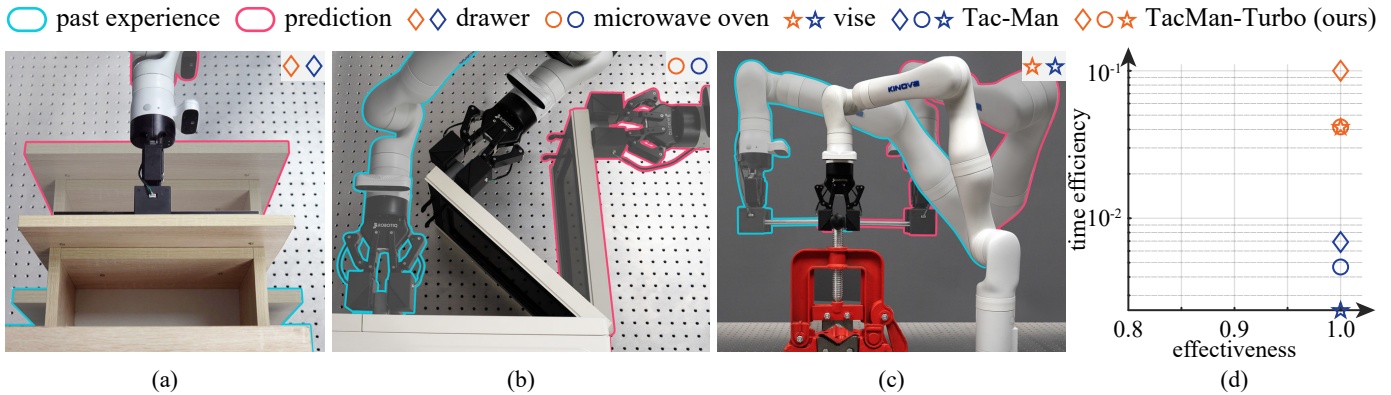 past experience prediction drawer microwave oven vise Tac-Man TacMan-Turbo (ours)
KINOVA
ROBOTIQ
10-1
10-2
time efficiency
0.8 0.9 1.0
effectiveness
(a) (b) (c) (d)